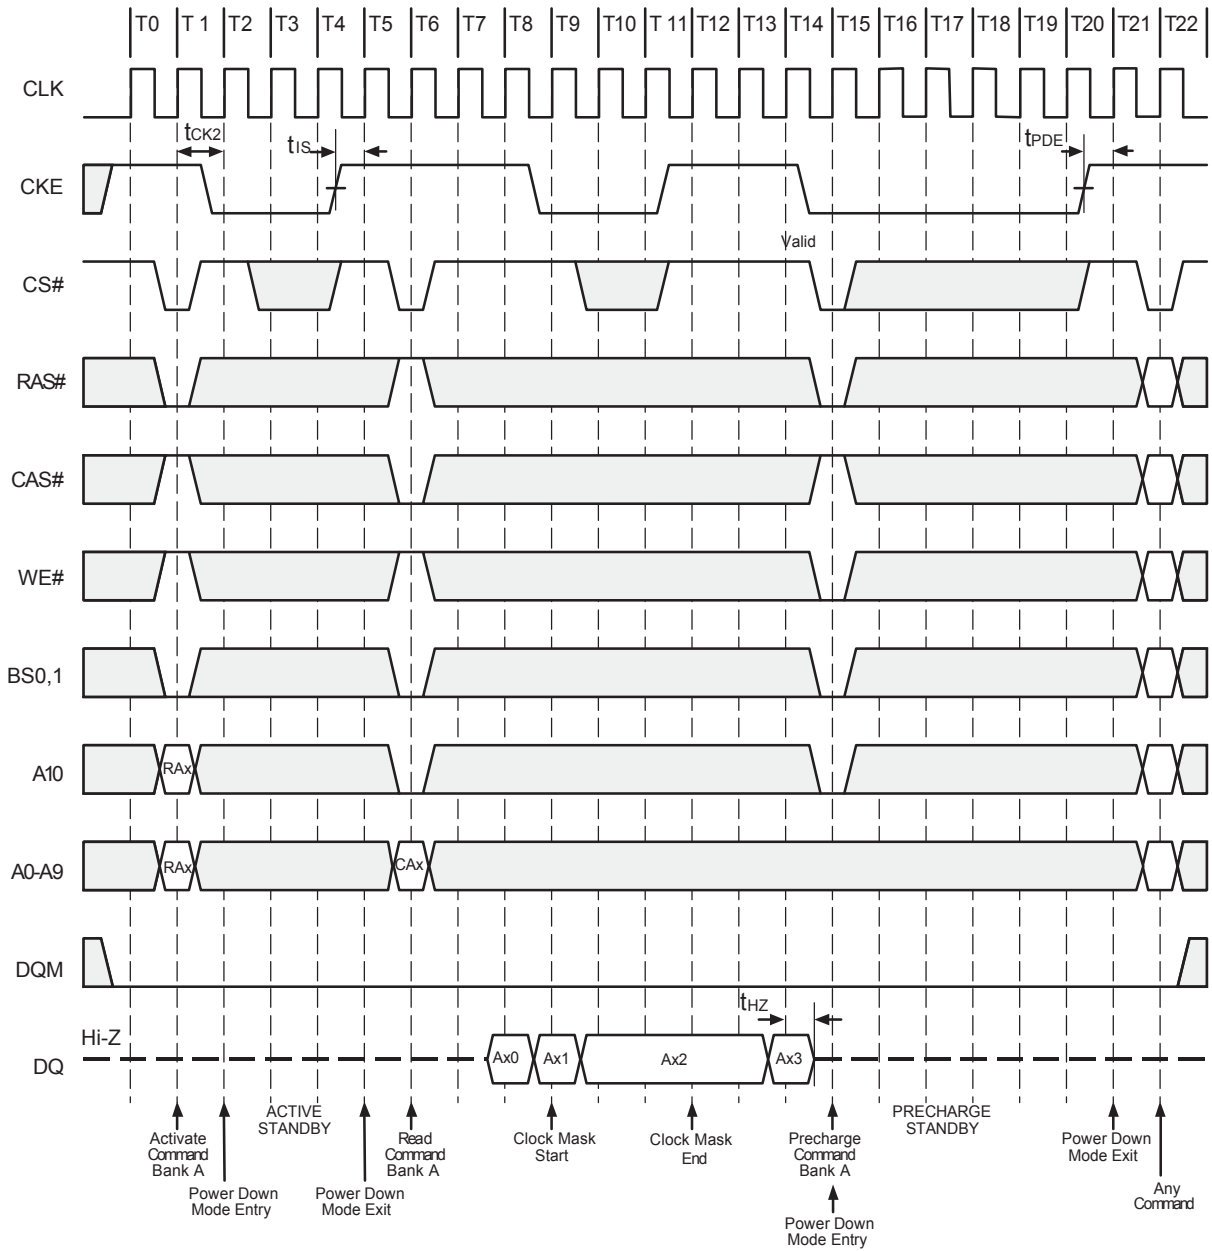 T0 T 1 T2 T3 T4 T5 T6 T7 T8 T9 T10 T 11 T12 T13 T14 T15 T16 T17 T18 T19 T20 T21 T22
CLK
tCK2
tIS
tPDE
CKE
Valid
CS#
RAS#
CAS#
WE#
BS0,1
A10
RAx
A0-A9
RAx
CAx
DQM
tHZ
Hi-Z
DQ
Ax0 Ax1 Ax2 Ax3
ACTIVE
STANDBY
PRECHARGE
STANDBY
Activate
Command
Bank A
Read
Command
Bank A
Clock Mask
Start
Clock Mask
End
Precharge
Command
Bank A
Power Down
Mode Exit
Power Down
Mode Entry
Power Down
Mode Exit
Any
Command
Power Down
Mode Entry